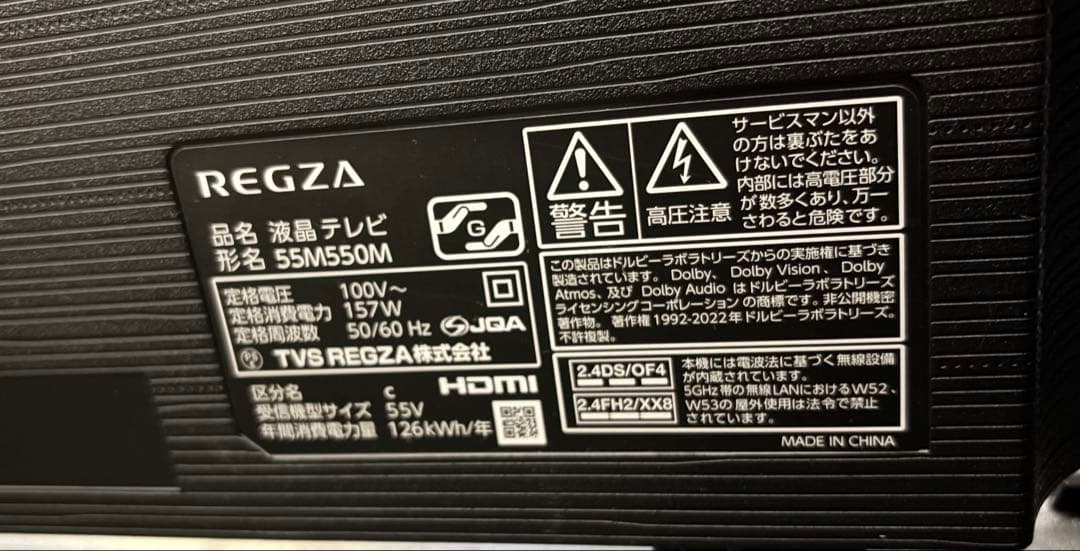 REGZA
品名 液晶テレビ
形名 55M550M
G
定格電圧 100V～
定格消費電力 157W
定格周波数 50/60 Hz
JQA
TVS REGZA株式会社
区分名 c
受信機型サイズ 55V
年間消費電力量 126kWh/年
HDMI
警告
高圧注意
サービスマン以外
の方は裏ぶたをあ
けないでください。
内部には高電圧部分
が数多くあり、万一
さわると危険です。
この製品はドルビーラボラトリーズからの実施権に基づき
製造されています。Dolby、Dolby Vision、Dolby
Atmos、及び Dolby Audio はドルビーラボラトリーズ
ライセンシングコーポレーション の商標です。非公開機密
著作物。著作権 1992-2022年ドルビーラボラトリーズ。
不許複製。
2.4DS/OF4
2.4FH2/XX8
本機には電波法に基づく無線設備
が内蔵されています。
5GHz帯の無線LANにおけるW52、
W53の屋外使用は法令で禁止
されています。
MADE IN CHINA